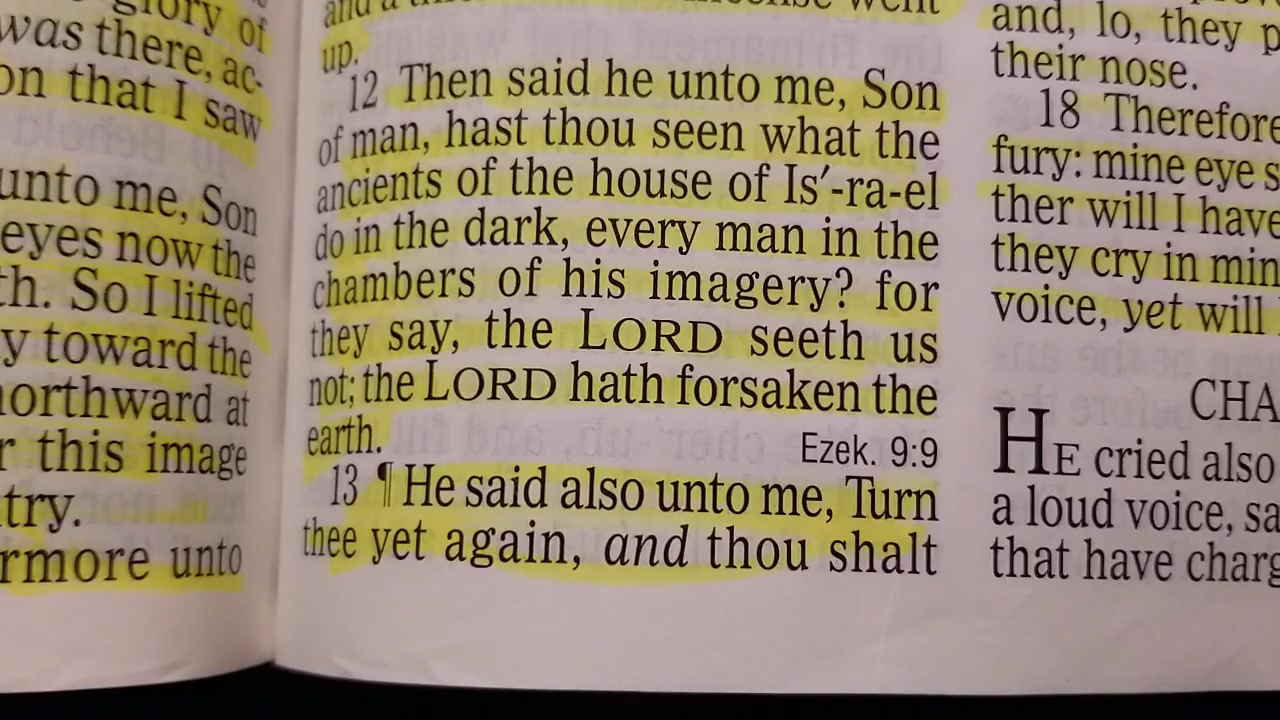 glory of
was there, ac-
on that I saw
unto me, Son
eyes now the
th. So I lifted
y toward the
northward at
r this image
try.
rmore unto
went
up.
12 Then said he unto me, Son
of man, hast thou seen what the
ancients of the house of Is′-ra-el
do in the dark, every man in the
chambers of his imagery? for
they say, the LORD seeth us
not; the LORD hath forsaken the
earth.
Ezek. 9:9
13 ¶ He said also unto me, Turn
thee yet again, and thou shalt
and, lo, they p
their nose.
18 Therefore
fury: mine eye s
ther will I have
they cry in min
voice, yet will
CHA
HE cried also
a loud voice, sa
that have charg